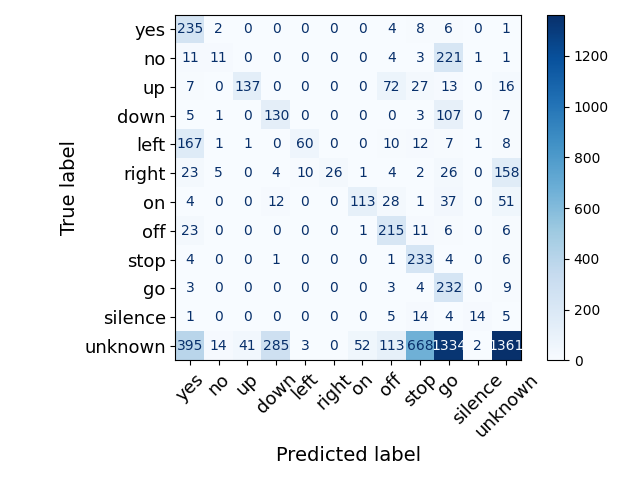 yes 235 2 0 0 0 0 0 4 8 6 0 1
no 11 11 0 0 0 0 0 4 3 221 1 1
up 7 0 137 0 0 0 0 72 27 13 0 16
down 5 1 0 130 0 0 0 0 3 107 0 7
left 167 1 1 0 60 0 0 10 12 7 1 8
right 23 5 0 4 10 26 1 4 2 26 0 158
on 4 0 0 12 0 0 113 28 1 37 0 51
off 23 0 0 0 0 0 1 215 11 6 0 6
stop 4 0 0 1 0 0 0 1 233 4 0 6
go 3 0 0 0 0 0 0 3 4 232 0 9
silence 1 0 0 0 0 0 0 5 14 4 14 5
unknown 395 14 41 285 3 0 52 113 668 1334 2 1361
yes no up down left right on off stop go silence unknown
Predicted label
True label
1200
1000
800
600
400
200
0